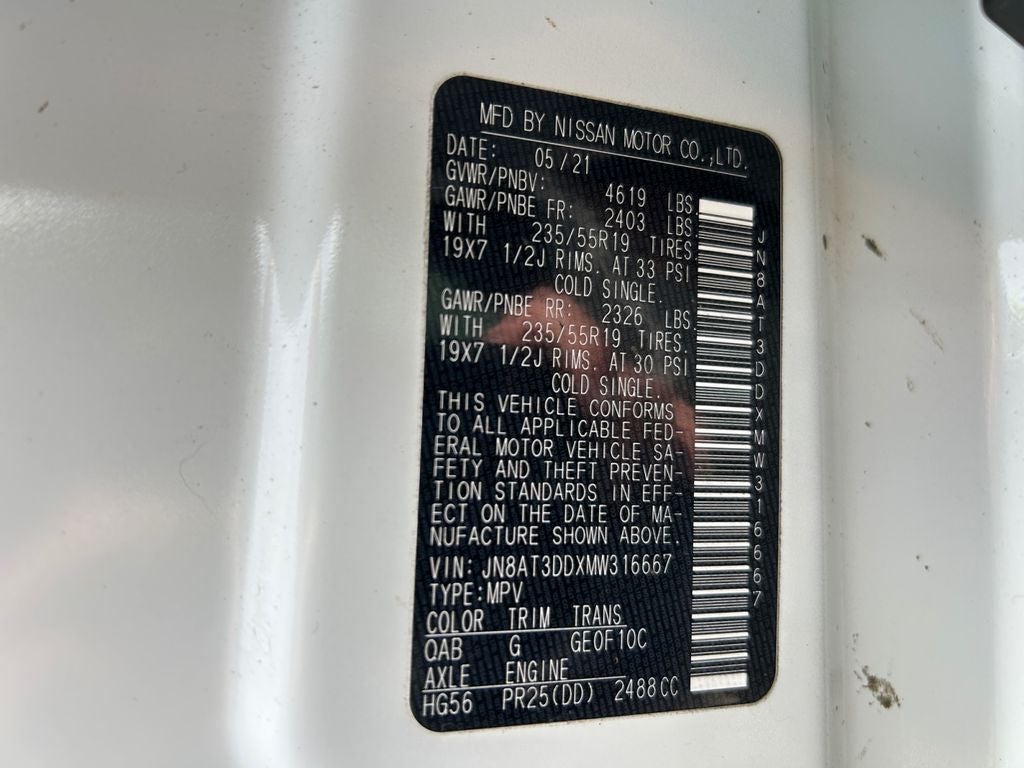 MFD BY NISSAN MOTOR CO.,LTD.
DATE: 05/21
GVWR/PNBV: 4619 LBS
GAWR/PNBE FR: 2403 LBS
WITH 235/55R19 TIRES
19X7 1/2J RIMS. AT 33 PSI
COLD SINGLE.
GAWR/PNBE RR: 2326 LBS
WITH 235/55R19 TIRES.
19X7 1/2J RIMS. AT 30 PSI
COLD SINGLE.
THIS VEHICLE CONFORMS
TO ALL APPLICABLE FED-
ERAL MOTOR VEHICLE SA-
FETY AND THEFT PREVEN-
TION STANDARDS IN EFF-
ECT ON THE DATE OF MA-
NUFACTURE SHOWN ABOVE.
VIN: JN8AT3DDXMW316667
TYPE:MPV
COLOR TRIM TRANS
QAB G GE0F10C
AXLE ENGINE
HG56 PR25(DD) 2488CC
JN8AT3DDXMW316667